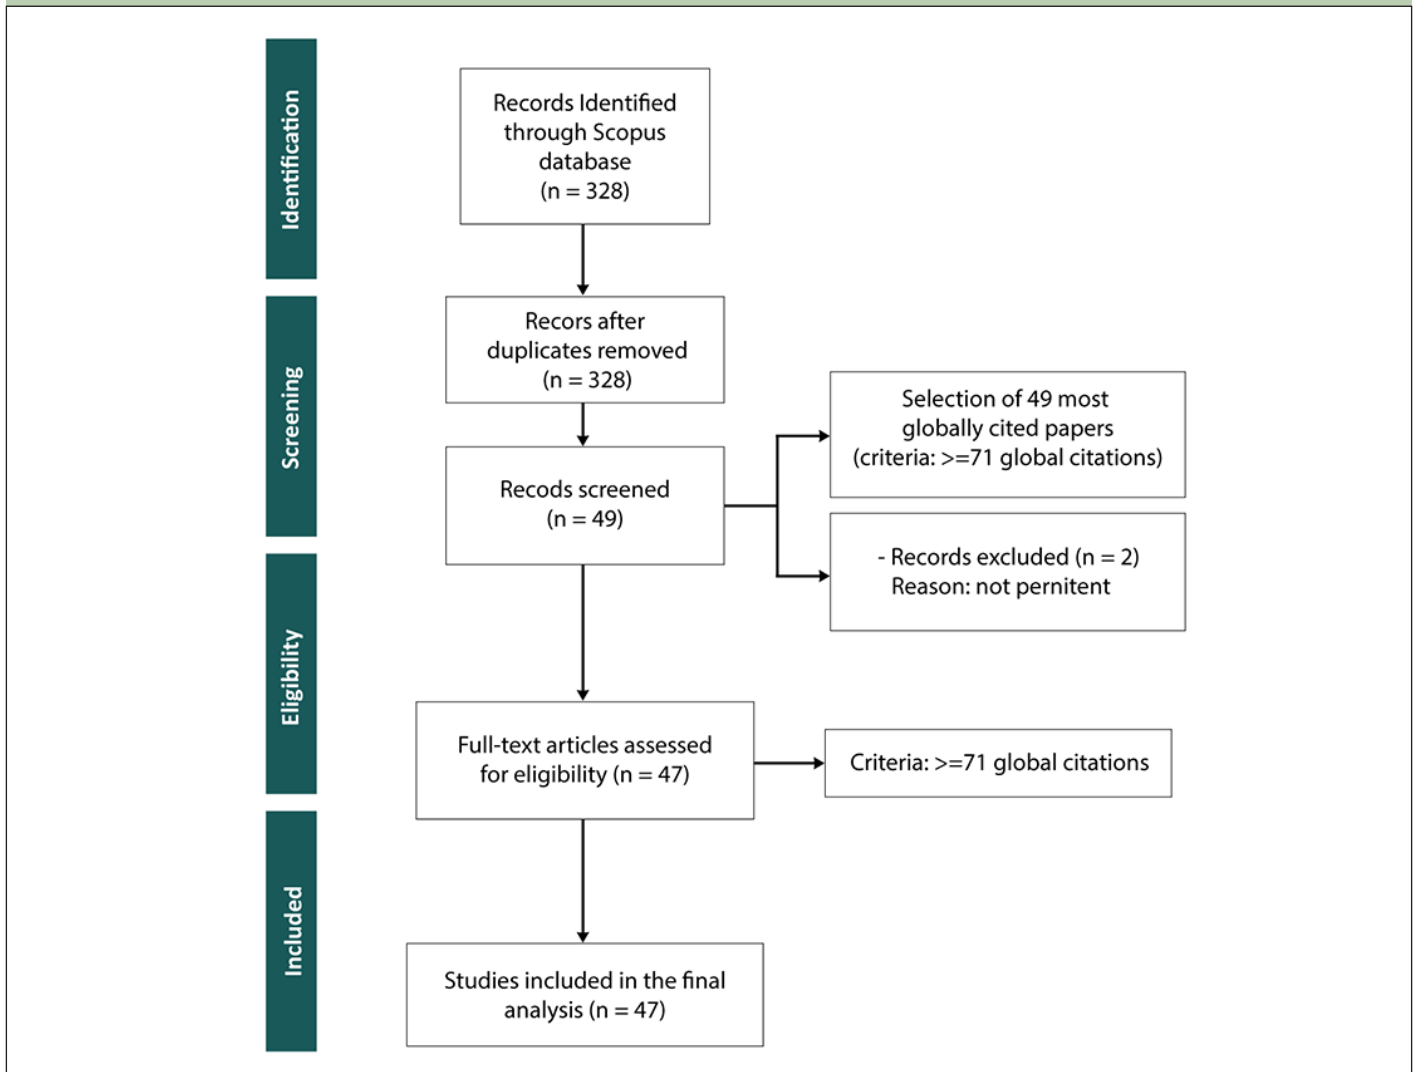 Identification
Records Identified
through Scopus
database
(n = 328)
Screening
Recors after
duplicates removed
(n = 328)
Recods screened
(n = 49)
Selection of 49 most
globally cited papers
(criteria: >=71 global citations)
- Records excluded (n = 2)
Reason: not pernitent
Eligibility
Full-text articles assessed
for eligibility (n = 47)
Criteria: >=71 global citations
Included
Studies included in the final
analysis (n = 47)